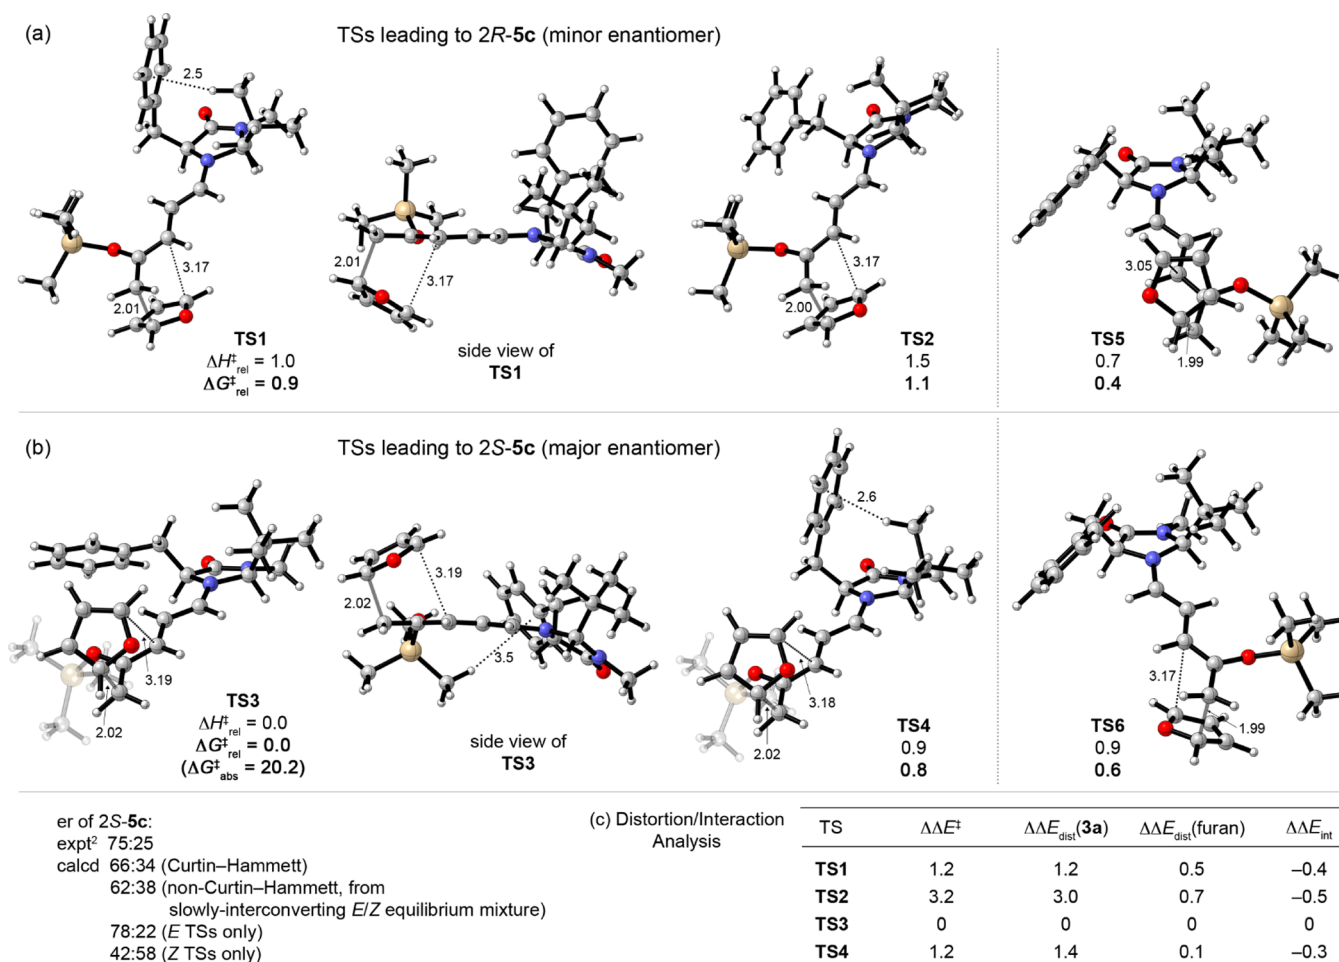 (a)
TSs leading to 2R-5c (minor enantiomer)
2.5
3.17
2.01
TS1
ΔH‡rel = 1.0
ΔG‡rel = 0.9
2.01
3.17
side view of
TS1
3.17
2.00
TS2
1.5
1.1
3.05
1.99
TS5
0.7
0.4
(b)
TSs leading to 2S-5c (major enantiomer)
3.19
2.02
TS3
ΔH‡rel = 0.0
ΔG‡rel = 0.0
(ΔG‡abs = 20.2)
3.19
2.02
3.5
side view of
TS3
2.6
3.18
2.02
TS4
0.9
0.8
3.17
1.99
TS6
0.9
0.6
er of 2S-5c:
expt² 75:25
calcd 66:34 (Curtin–Hammett)
62:38 (non-Curtin–Hammett, from
slowly-interconverting E/Z equilibrium mixture)
78:22 (E TSs only)
42:58 (Z TSs only)
(c) Distortion/Interaction
Analysis
TS ΔΔE‡ ΔΔEdist(3a) ΔΔEdist(furan) ΔΔEint
TS1 1.2 1.2 0.5 –0.4
TS2 3.2 3.0 0.7 –0.5
TS3 0 0 0 0
TS4 1.2 1.4 0.1 –0.3